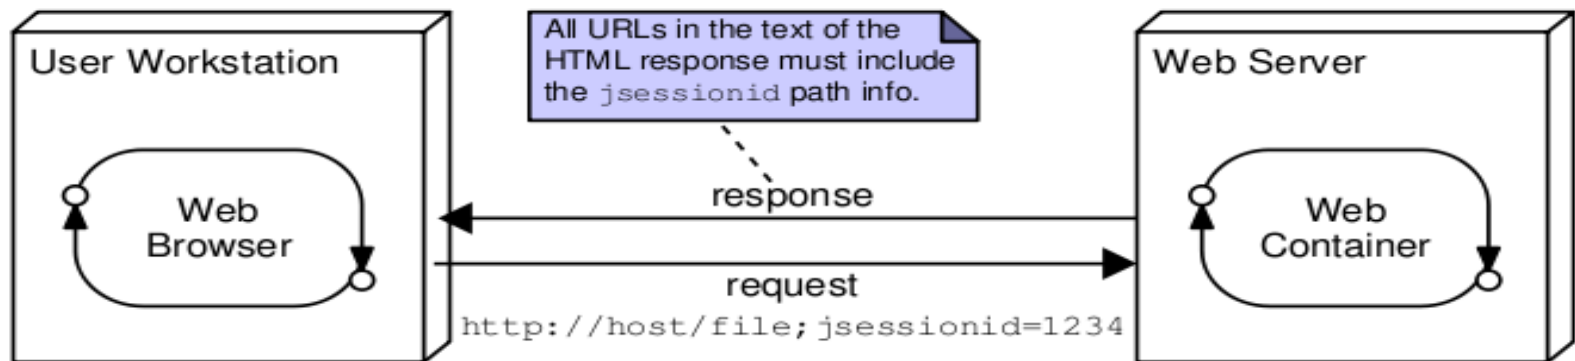 User Workstation
All URLs in the text of the
HTML response must include
the jsessionid path info.
Web Server
Web
Browser
response
request
http://host/file;jsessionid=1234
Web
Container